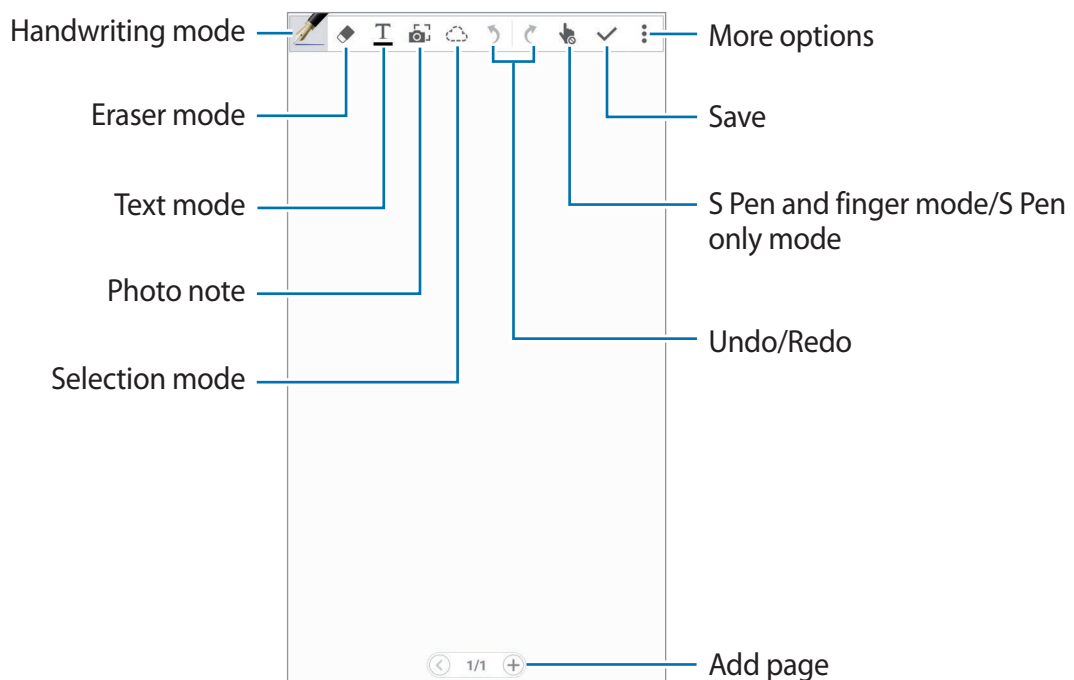 Handwriting mode
Eraser mode
Text mode
Photo note
Selection mode
T
More options
Save
S Pen and finger mode/S Pen
only mode
Undo/Redo
1/1
Add page